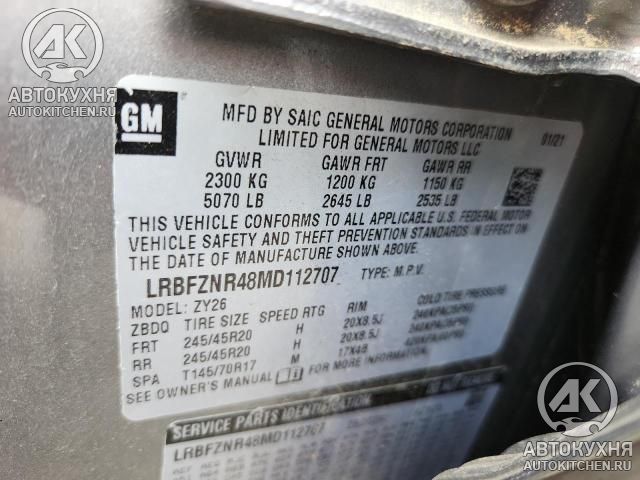 AK
АВТОКУХНЯ
AUTOKITCHEN.RU
GM
MFD BY SAIC GENERAL MOTORS CORPORATION 01/21
LIMITED FOR GENERAL MOTORS LLC
GVWR GAWR FRT GAWR RR
2300 KG 1200 KG 1150 KG
5070 LB 2645 LB 2535 LB
THIS VEHICLE CONFORMS TO ALL APPLICABLE U.S. FEDERAL MOTOR
VEHICLE SAFETY AND THEFT PREVENTION STANDARDS IN EFFECT ON
THE DATE OF MANUFACTURE SHOWN ABOVE.
LRBFZNR48MD112707 TYPE: M.P.V.
MODEL: ZY26
ZBDQ TIRE SIZE SPEED RTG RIM COLD TIRE PRESSURE
FRT 245/45R20 H 20X8.5J
RR 245/45R20 H 20X8.5J
SPA T145/70R17 M 17X4B
SEE OWNER'S MANUAL FOR MORE INFORMATION.
SERVICE PARTS IDENTIFICATION
LRBFZNR48MD112707
AK
АВТОКУХНЯ
AUTOKITCHEN.RU